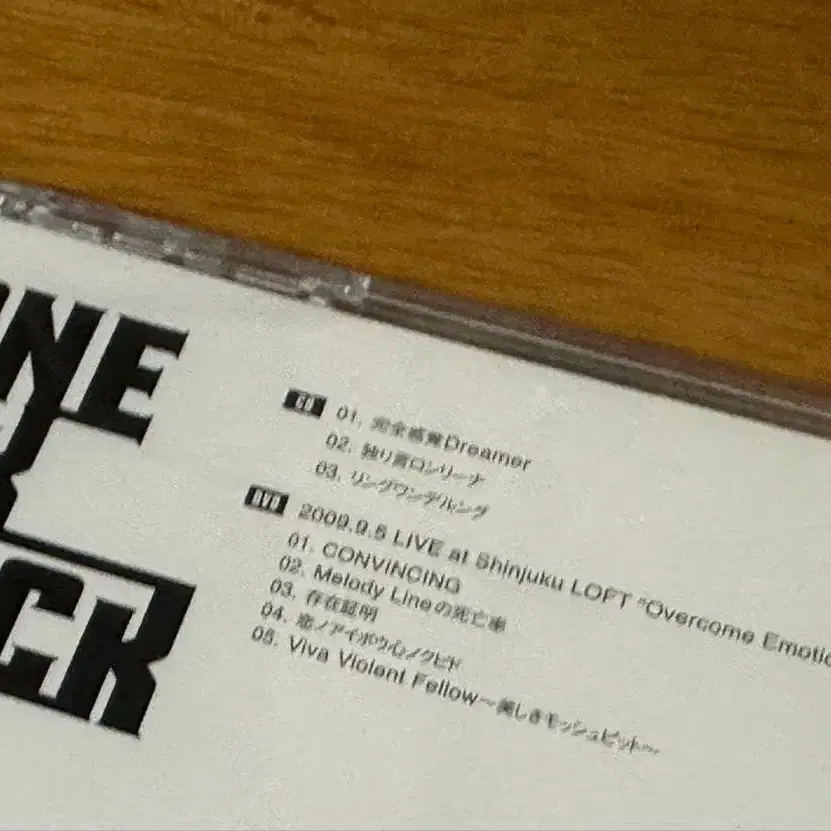 ONE
OK
ROCK
CD 01. 完全感覚Dreamer
02. 独り言ロンリーナ
03. リングワンデルング
DVD 2009.9.5 LIVE at Shinjuku LOFT "Overcome Emotio
01. CONVINCING
02. Melody Lineの死亡率
03. 存在証明
04. 恋ノアイボウ心ノクピド
05. Viva Violent Fellow〜美しきモッシュピット〜